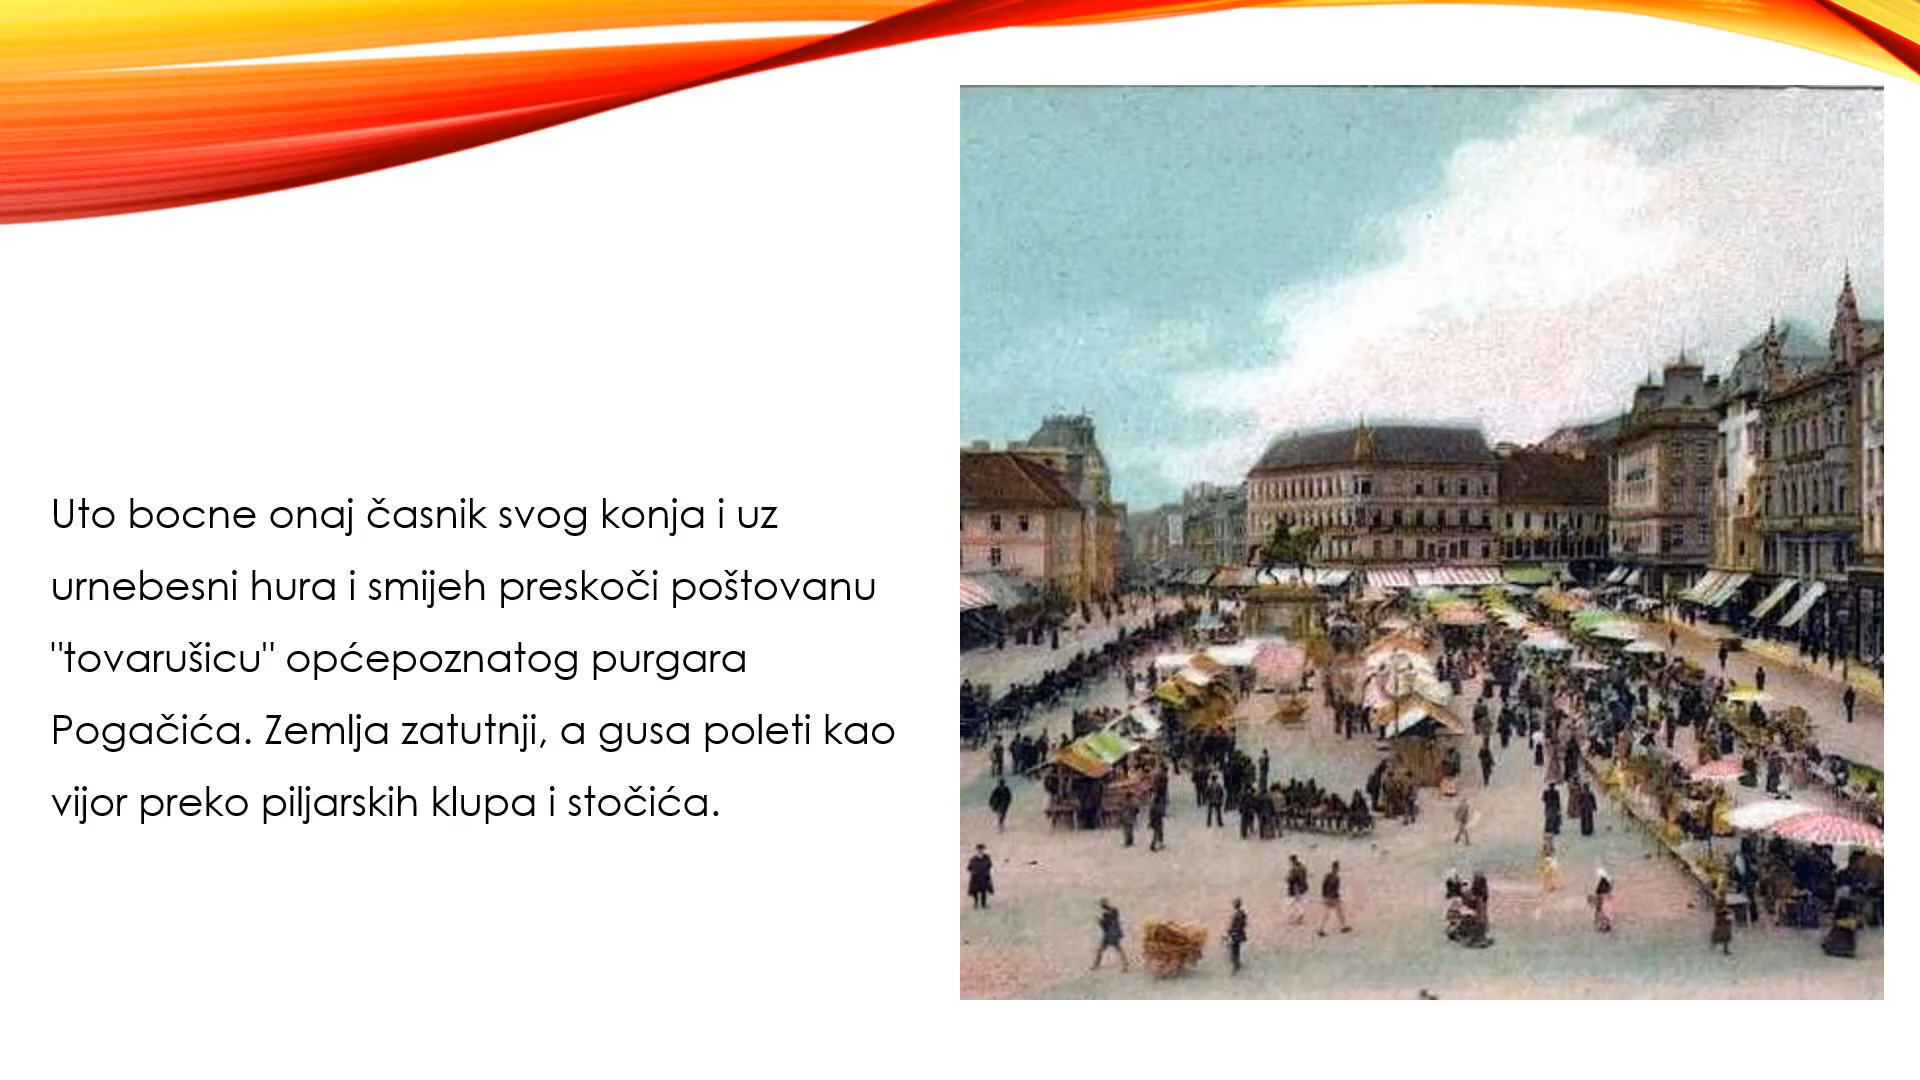 Uto bocne onaj časnik svog konja i uz
urnebesni hura i smijeh preskoči poštovanu
"tovarušicu" općepoznatog purgara
Pogačića. Zemlja zatutnji, a gusa poleti kao
vijor preko piljarskih klupa i stočića.